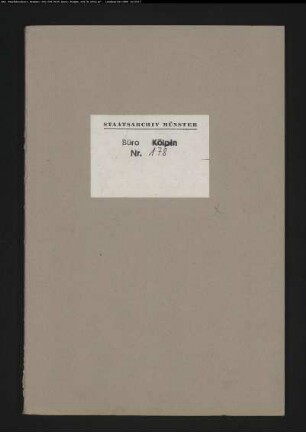 STAATSARCHIV MÜNSTER
Büro Kölpin
Nr. 178